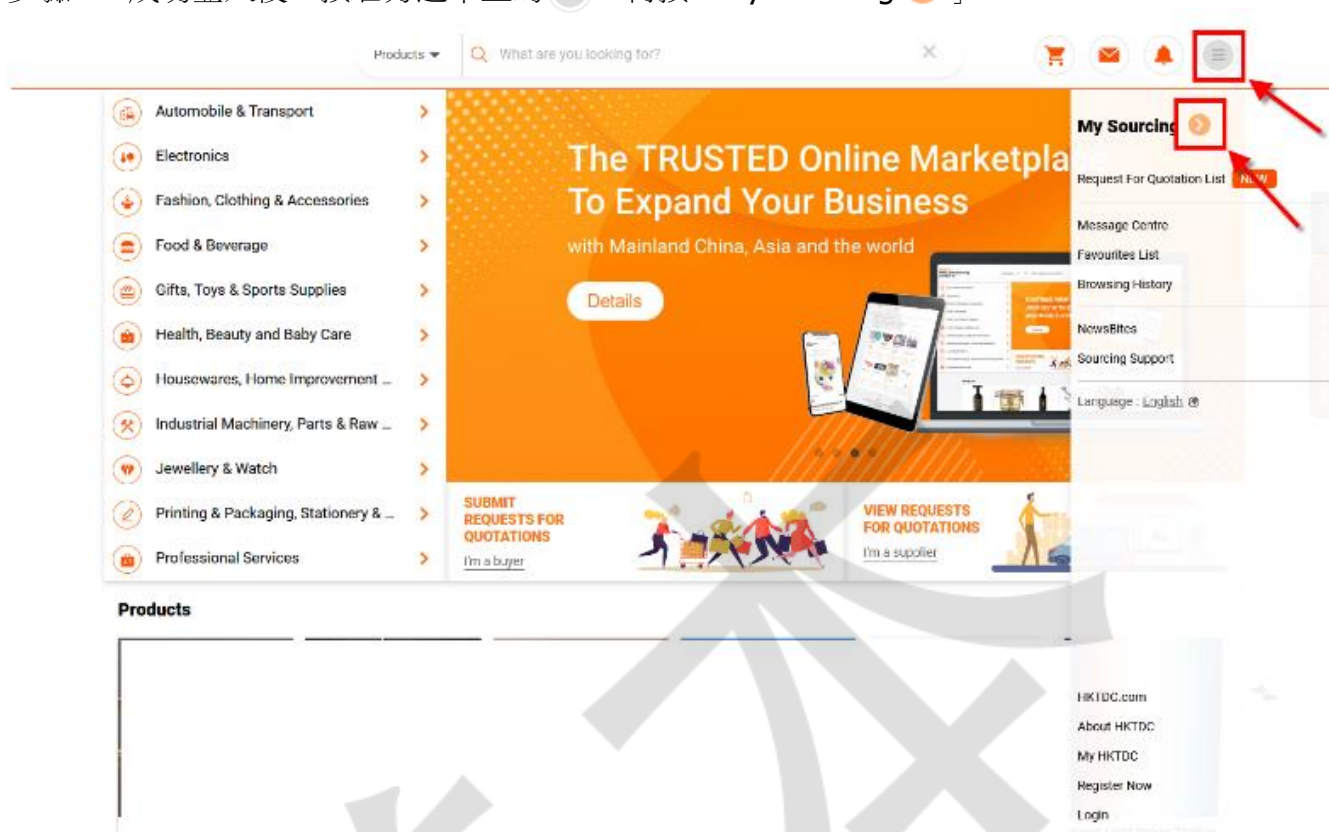 Products
What are you looking for?
Automobile & Transport
Electronics
Fashion, Clothing & Accessories
Food & Beverage
Gifts, Toys & Sports Supplies
Health, Beauty and Baby Care
Housewares, Home Improvement ...
Industrial Machinery, Parts & Raw ...
Jewellery & Watch
Printing & Packaging, Stationery & ...
Professional Services
The TRUSTED Online Marketpla
To Expand Your Business
with Mainland China, Asia and the world
Details
SUBMIT
REQUESTS FOR
QUOTATIONS
I'm a buyer
VIEW REQUESTS
FOR QUOTATIONS
I'm a supplier
My Sourcing
Request For Quotation List NEW
Message Centre
Favourites List
Browsing History
NewsBites
Sourcing Support
Language : English
Products
HKTDC.com
About HKTDC
My HKTDC
Register Now
Login